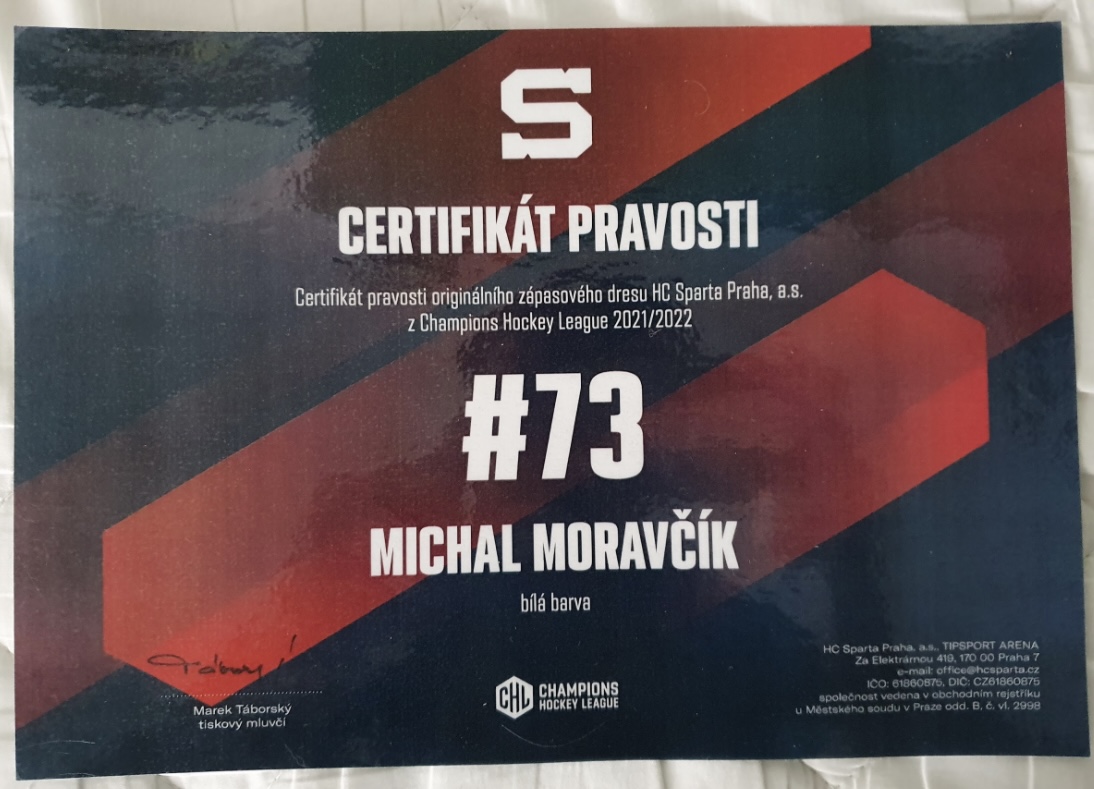 S
CERTIFIKÁT PRAVOSTI
Certifikát pravosti originálního zápasového dresu HC Sparta Praha, a.s.
z Champions Hockey League 2021/2022
#73
MICHAL MORAVČÍK
bílá barva
Táborský
Marek Táborský
tiskový mluvčí
CHL CHAMPIONS
HOCKEY LEAGUE
HC Sparta Praha, a.s., TIPSPORT ARENA
Za Elektrárnou 419, 170 00 Praha 7
e-mail: office@hcsparta.cz
IČO: 61860875, DIČ: CZ61860875
společnost vedena v obchodním rejstříku
u Městského soudu v Praze odd. B, č. vl. 2998